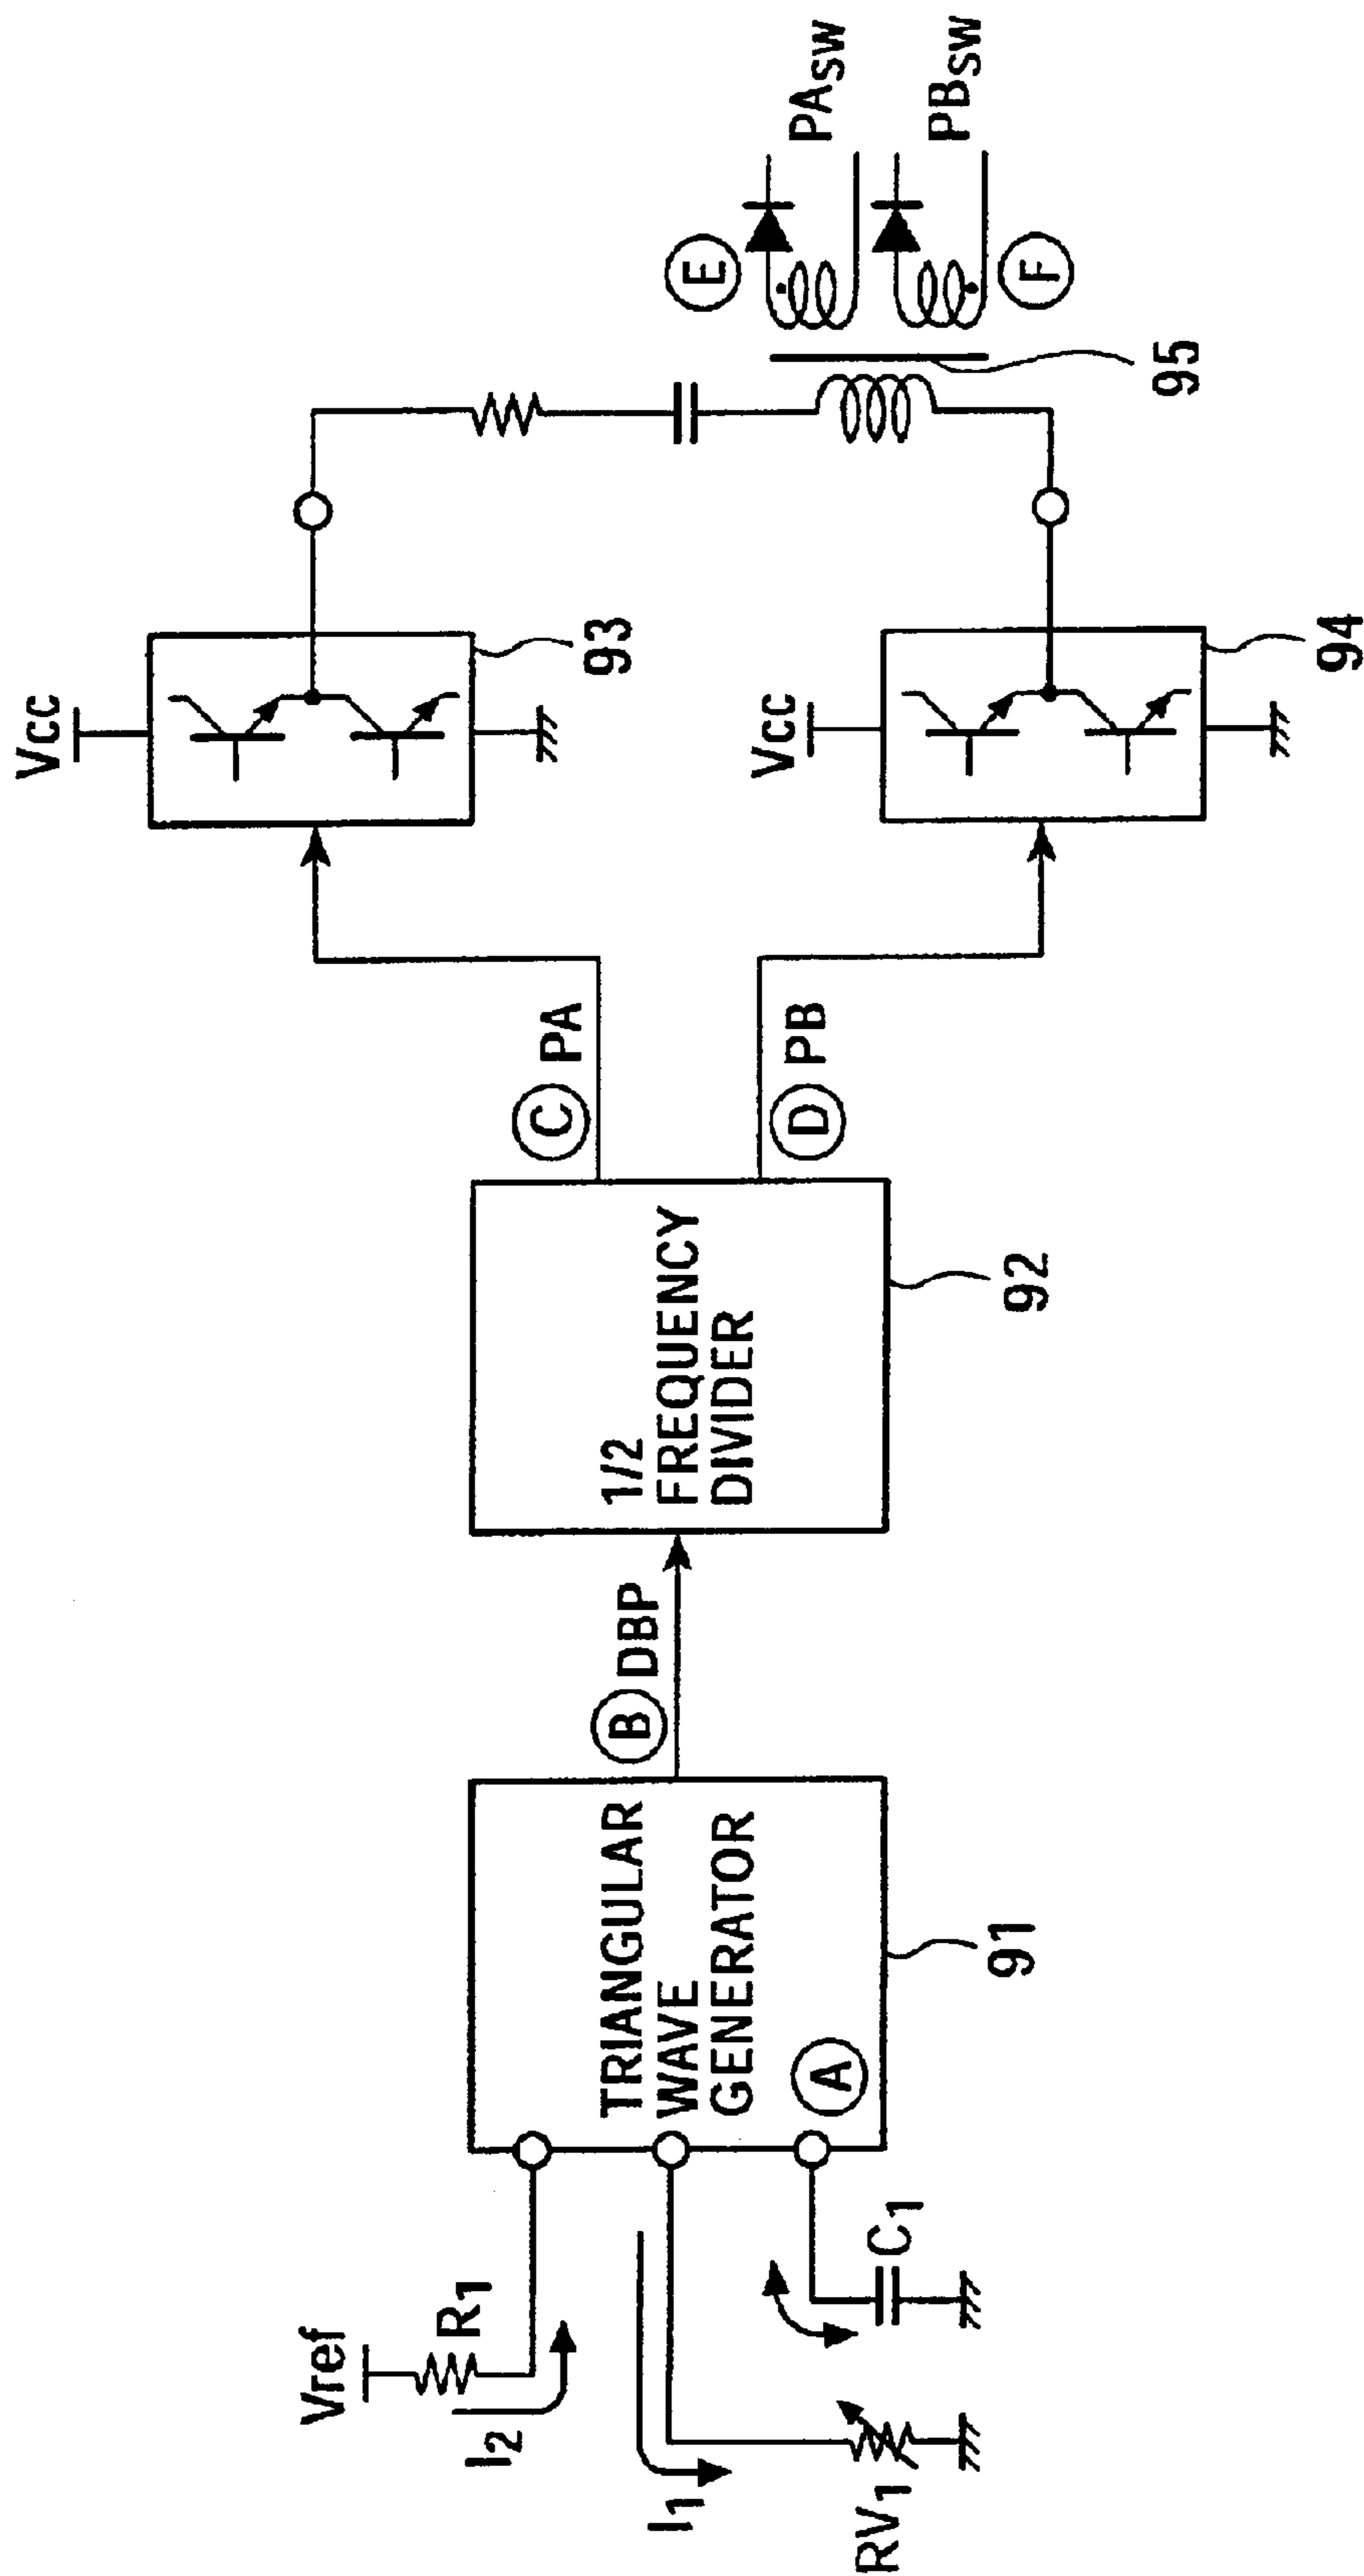 Vref
R1
I2
I1
RV1
C1
TRIANGULAR
WAVE
GENERATOR
A
91
B DBP
1/2
FREQUENCY
DIVIDER
92
C PA
D PB
Vcc
93
Vcc
94
95
E
PASW
PBSW
F